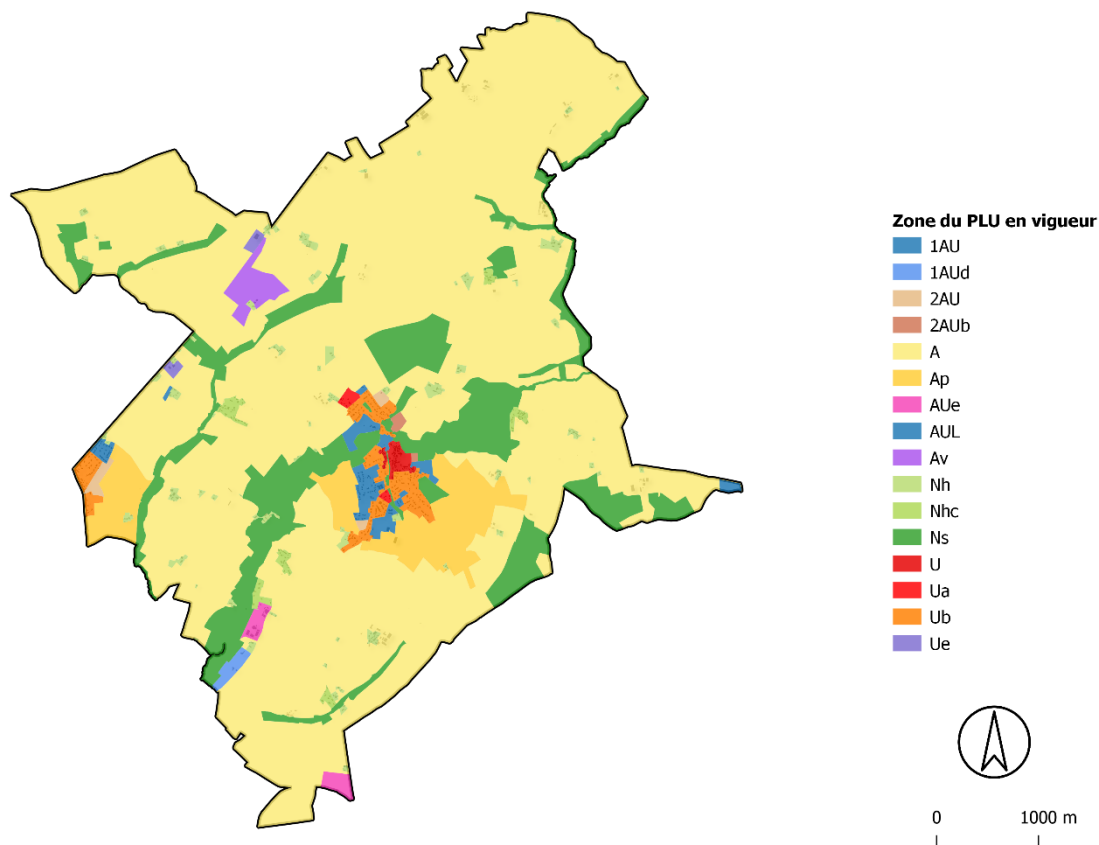 Zone du PLU en vigueur
1AU
1AUd
2AU
2AUb
A
Ap
AUe
AUL
Av
Nh
Nhc
Ns
U
Ua
Ub
Ue
0 1000 m